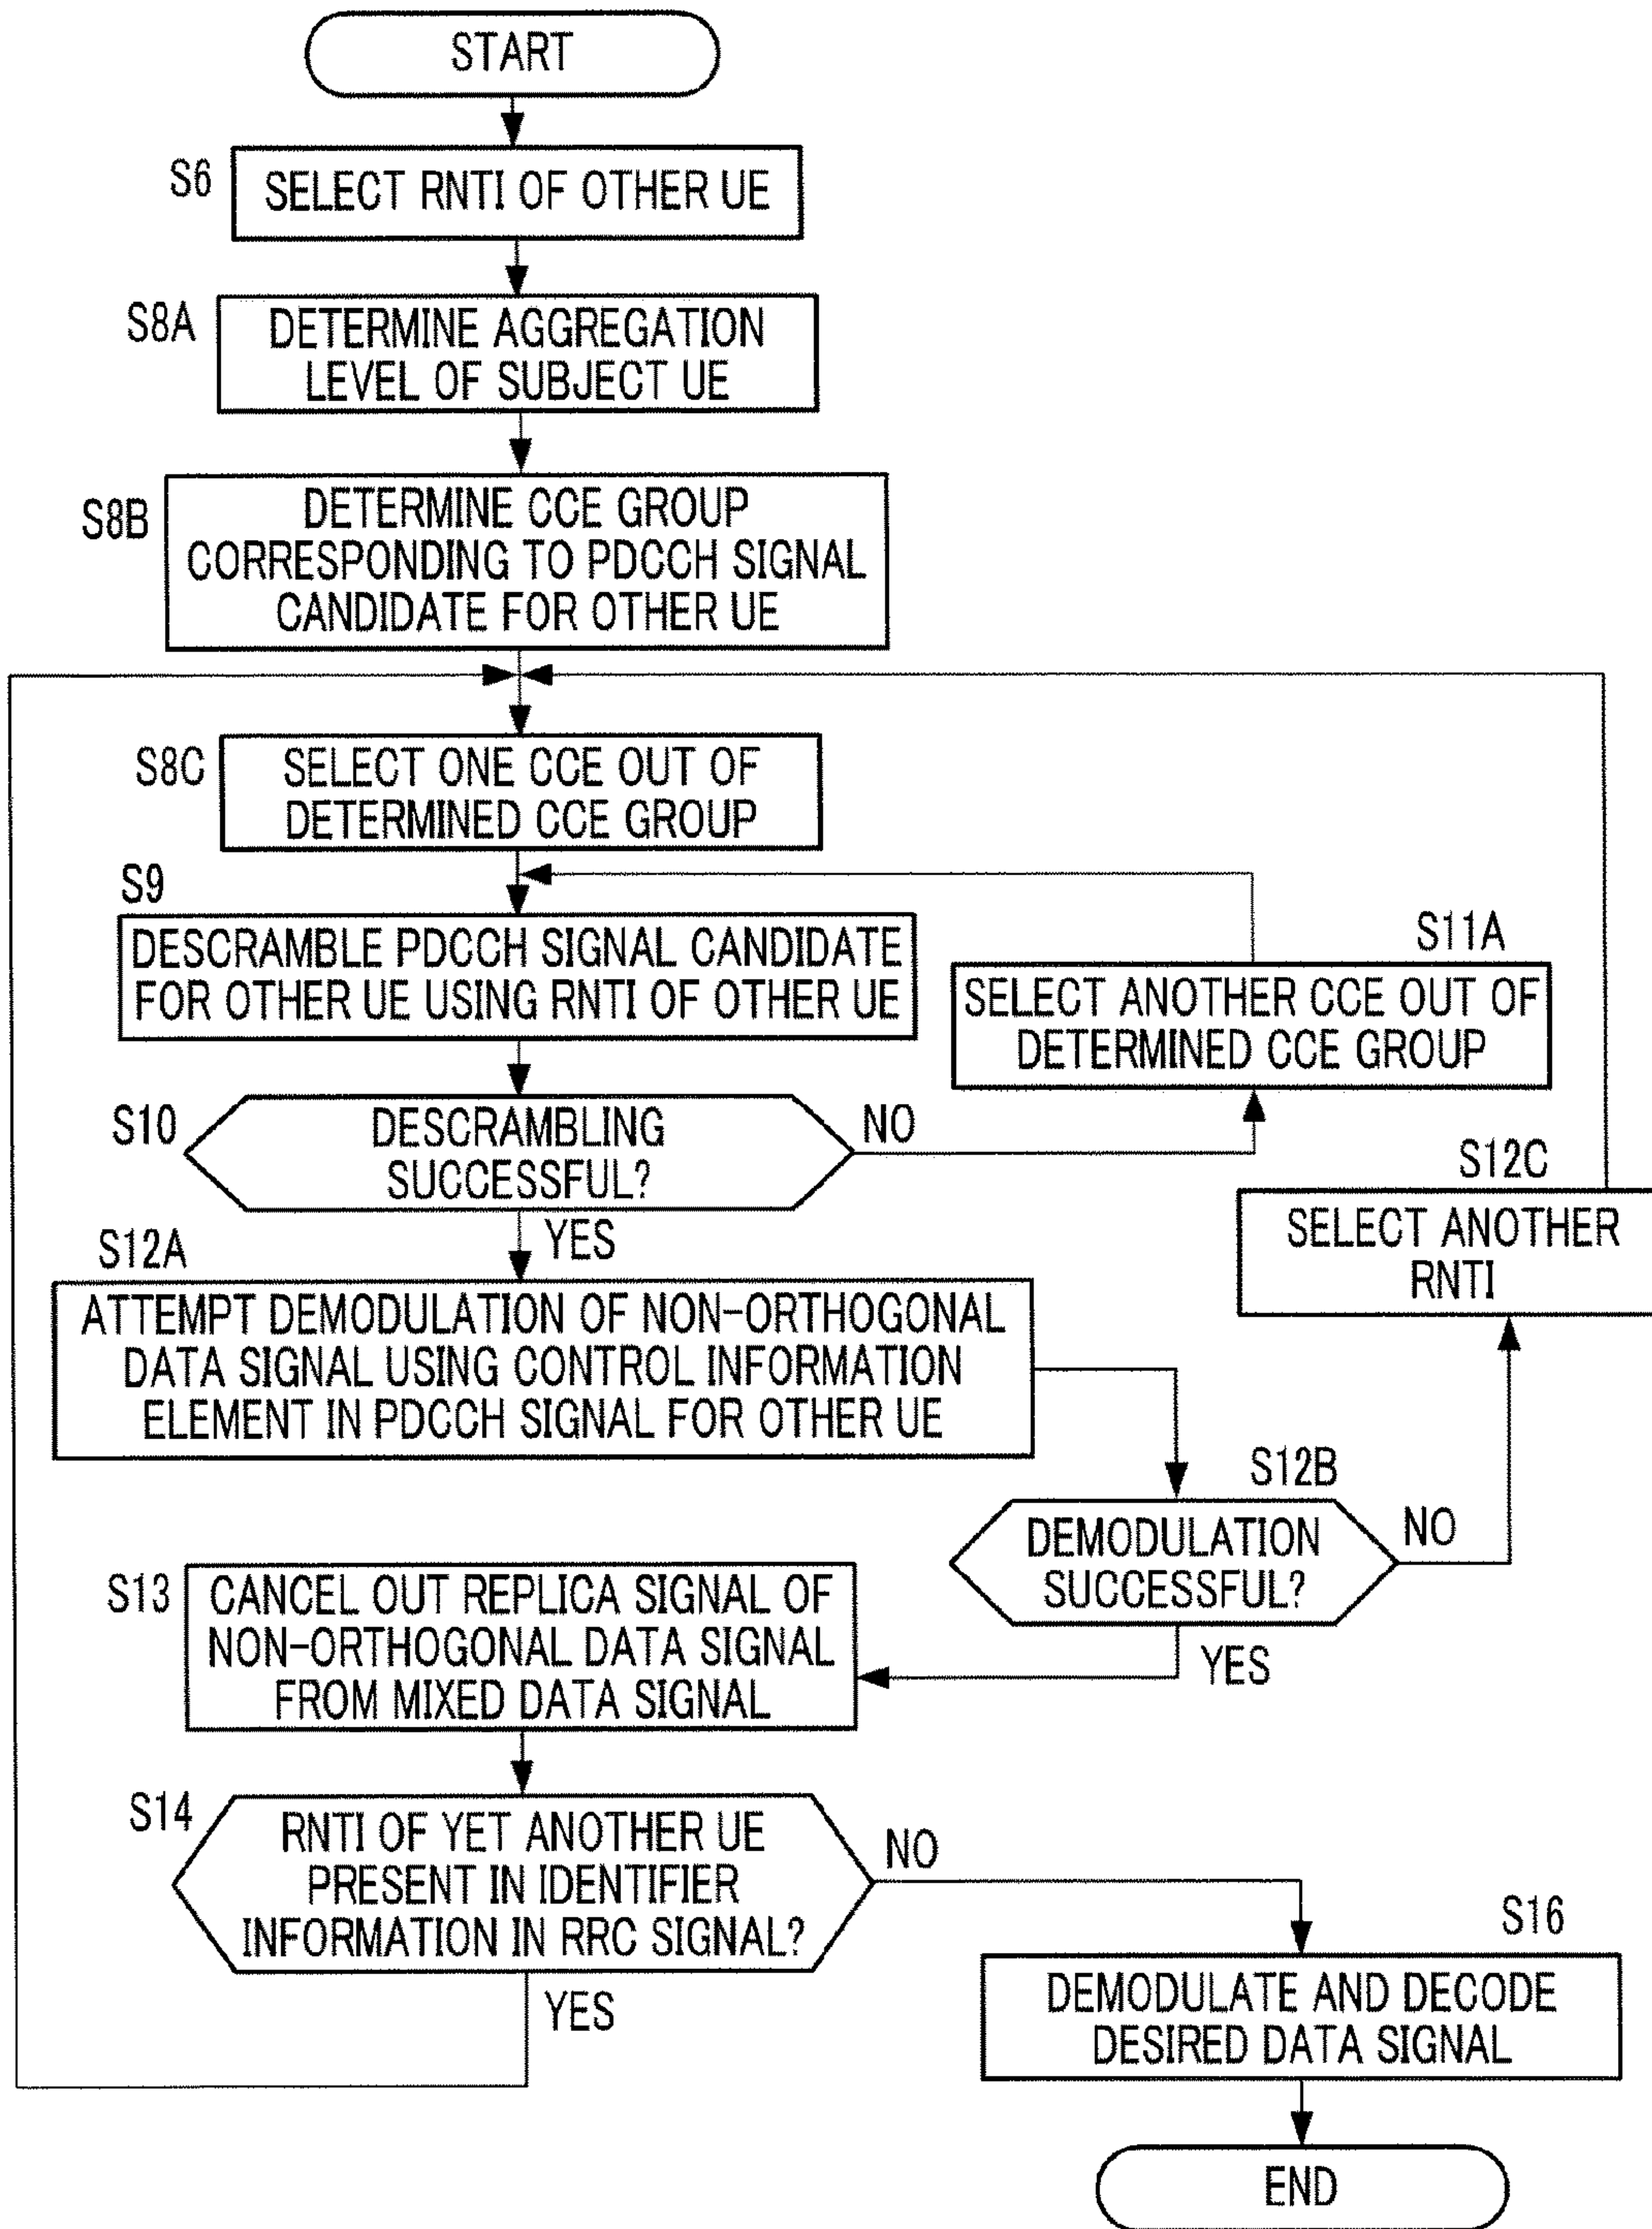 START
S6
SELECT RNTI OF OTHER UE
S8A
DETERMINE AGGREGATION
LEVEL OF SUBJECT UE
S8B
DETERMINE CCE GROUP
CORRESPONDING TO PDCCH SIGNAL
CANDIDATE FOR OTHER UE
S8C
SELECT ONE CCE OUT OF
DETERMINED CCE GROUP
S9
DESCRAMBLE PDCCH SIGNAL CANDIDATE
FOR OTHER UE USING RNTI OF OTHER UE
S11A
SELECT ANOTHER CCE OUT OF
DETERMINED CCE GROUP
S10
DESCRAMBLING
SUCCESSFUL?
NO
YES
S12C
SELECT ANOTHER
RNTI
S12A
ATTEMPT DEMODULATION OF NON-ORTHOGONAL
DATA SIGNAL USING CONTROL INFORMATION
ELEMENT IN PDCCH SIGNAL FOR OTHER UE
S12B
DEMODULATION
SUCCESSFUL?
NO
YES
S13
CANCEL OUT REPLICA SIGNAL OF
NON-ORTHOGONAL DATA SIGNAL
FROM MIXED DATA SIGNAL
S14
RNTI OF YET ANOTHER UE
PRESENT IN IDENTIFIER
INFORMATION IN RRC SIGNAL?
NO
YES
S16
DEMODULATE AND DECODE
DESIRED DATA SIGNAL
END